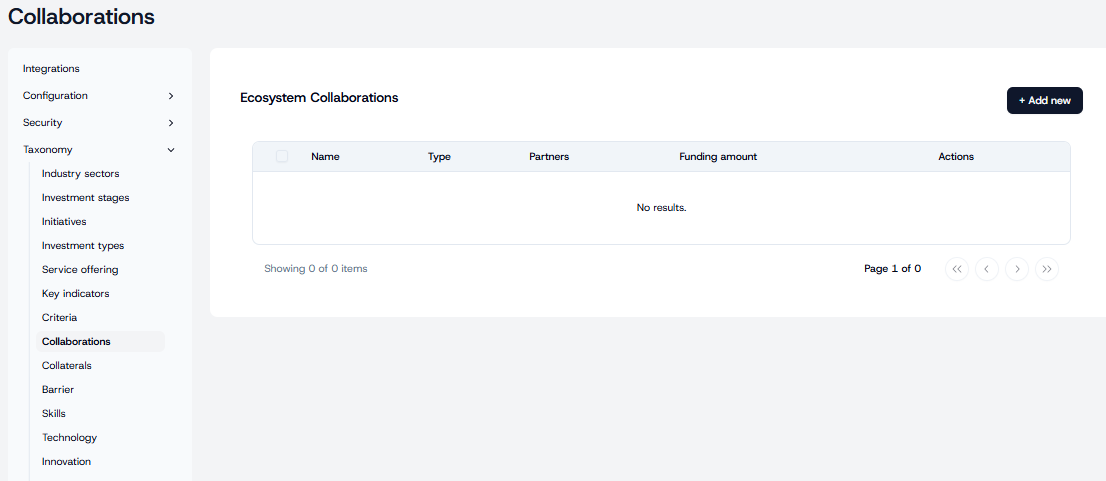 Collaborations
Integrations
Configuration
Security
Taxonomy
Industry sectors
Investment stages
Initiatives
Investment types
Service offering
Key indicators
Criteria
Collaborations
Collaterals
Barrier
Skills
Technology
Innovation
Ecosystem Collaborations
+ Add new
Name Type Partners Funding amount Actions
No results.
Showing 0 of 0 items
Page 1 of 0